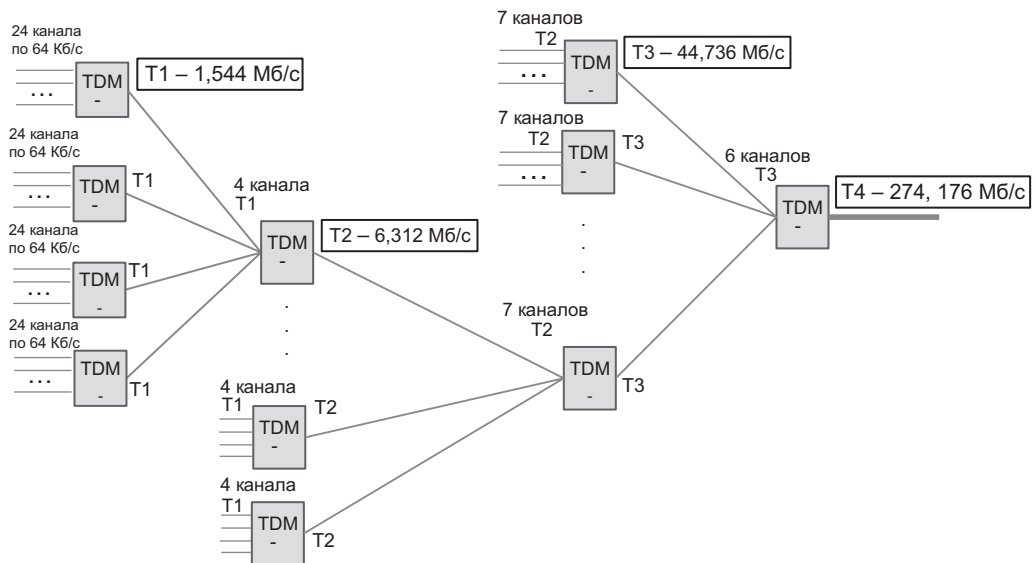 24 канала
по 64 Кб/с
...
TDM
-
T1 – 1,544 Мб/с
24 канала
по 64 Кб/с
...
TDM
-
T1
24 канала
по 64 Кб/с
...
TDM
-
T1
24 канала
по 64 Кб/с
...
TDM
-
T1
4 канала
T1
TDM
-
T2 – 6,312 Мб/с
.
.
.
4 канала
T1
T2
TDM
-
4 канала
T1
TDM
-
T2
7 каналов
T2
...
TDM
-
T3 – 44,736 Мб/с
7 каналов
T2
...
TDM
-
T3
.
.
.
7 каналов
T2
TDM
-
T3
6 каналов
T3
TDM
-
T4 – 274, 176 Мб/с